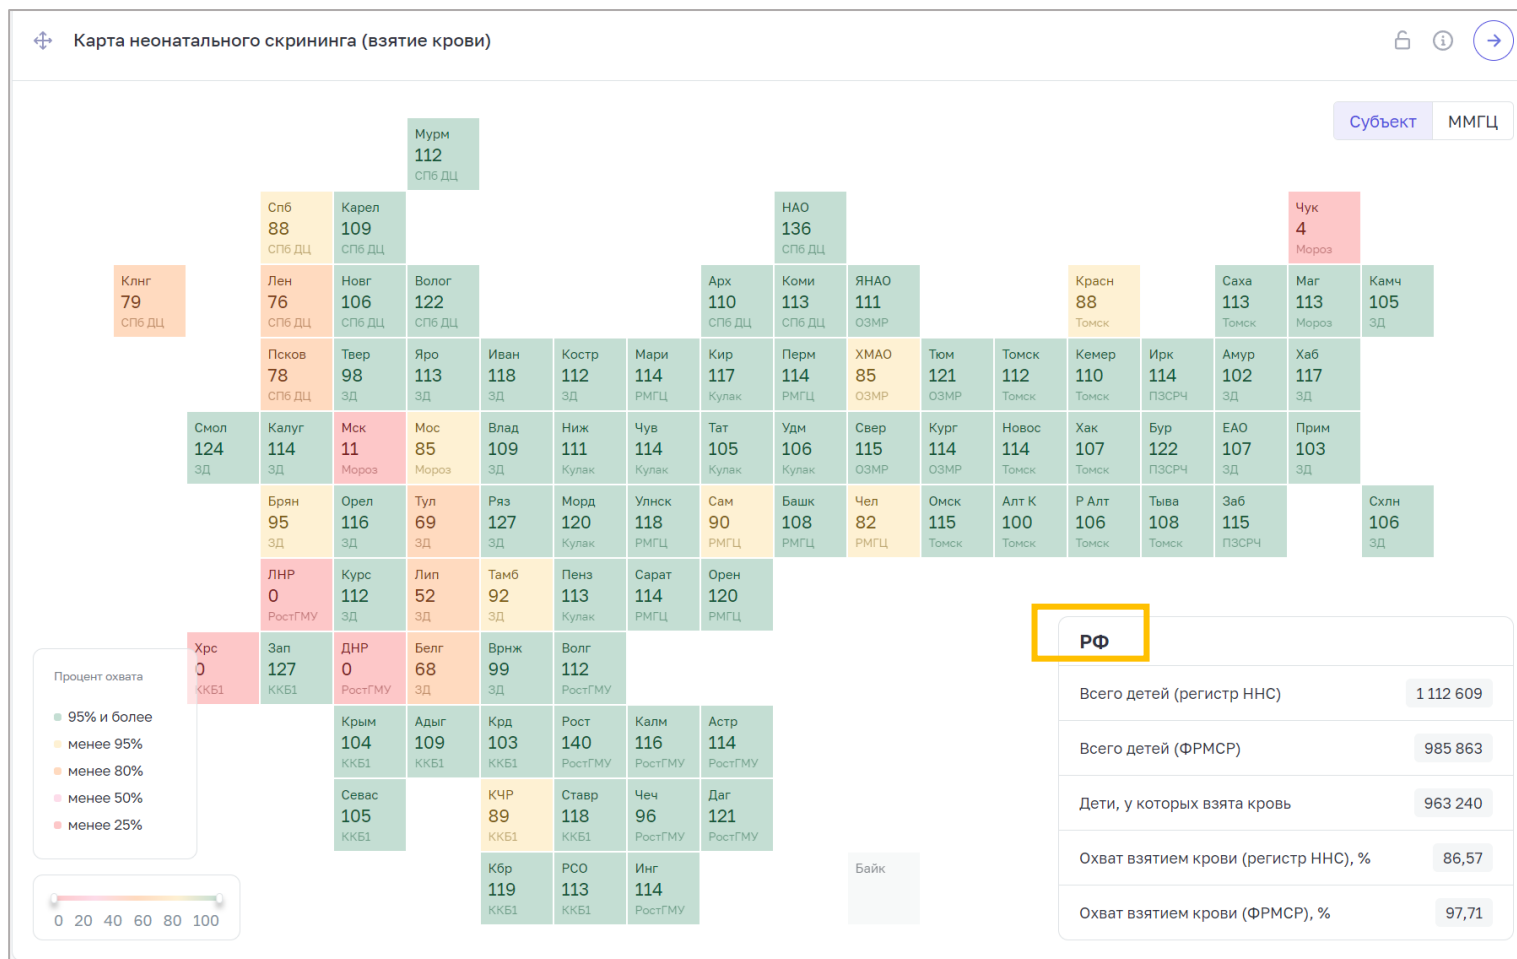 Карта неонатального скрининга (взятие крови)
Субъект ММГЦ
Мурм
112
СПб ДЦ
Спб Карел НАО Чук
88 109 136 4
СПб ДЦ СПб ДЦ СПб ДЦ Мороз
Клнг Лен Новг Волог Арх Коми ЯНАО Красн Саха Маг Камч
79 76 106 122 110 113 111 88 113 113 105
СПб ДЦ СПб ДЦ СПб ДЦ СПб ДЦ СПб ДЦ СПб ДЦ ОЗМР Томск Томск Мороз ЗД
Псков Твер Яро Иван Костр Мари Кир Перм ХМАО Тюм Томск Кемер Ирк Амур Хаб
78 98 113 118 112 114 117 114 85 121 112 110 114 102 117
СПб ДЦ ЗД ЗД ЗД ЗД РМГЦ Кулак РМГЦ ОЗМР ОЗМР Томск Томск ПЗСРЧ ЗД ЗД
Смол Калуг Мск Мос Влад Ниж Чув Тат Удм Свер Кург Новос Хак Бур ЕАО Прим
124 114 11 85 109 111 114 105 106 115 114 114 107 122 107 103
ЗД ЗД Мороз Мороз ЗД Кулак Кулак Кулак Кулак ОЗМР ОЗМР Томск Томск ПЗСРЧ ЗД ЗД
Брян Орел Тул Ряз Морд Улнск Сам Башк Чел Омск Алт К Р Алт Тыва Заб Схлн
95 116 69 127 120 118 90 108 82 115 100 106 108 115 106
ЗД ЗД ЗД ЗД Кулак РМГЦ РМГЦ РМГЦ РМГЦ Томск Томск Томск Томск ПЗСРЧ ЗД
ЛНР Курс Лип Тамб Пенз Сарат Орен
0 112 52 92 113 114 120
РостГМУ ЗД ЗД ЗД Кулак РМГЦ РМГЦ
Хрс Зап ДНР Белг Врнж Волг
0 127 0 68 99 112
ККБ1 ККБ1 РостГМУ ЗД ЗД РостГМУ
Крым Адыг Крд Рост Калм Астр
104 109 103 140 116 114
ККБ1 ККБ1 ККБ1 РостГМУ РостГМУ РостГМУ
Севас КЧР Ставр Чеч Даг
105 89 118 96 121
ККБ1 ККБ1 ККБ1 РостГМУ РостГМУ
Кбр РСО Инг Байк
119 113 114
ККБ1 ККБ1 РостГМУ
Процент охвата
95% и более
менее 95%
менее 80%
менее 50%
менее 25%
0 20 40 60 80 100
РФ
Всего детей (регистр ННС) 1 112 609
Всего детей (ФРМСР) 985 863
Дети, у которых взята кровь 963 240
Охват взятием крови (регистр ННС), % 86,57
Охват взятием крови (ФРМСР), % 97,71